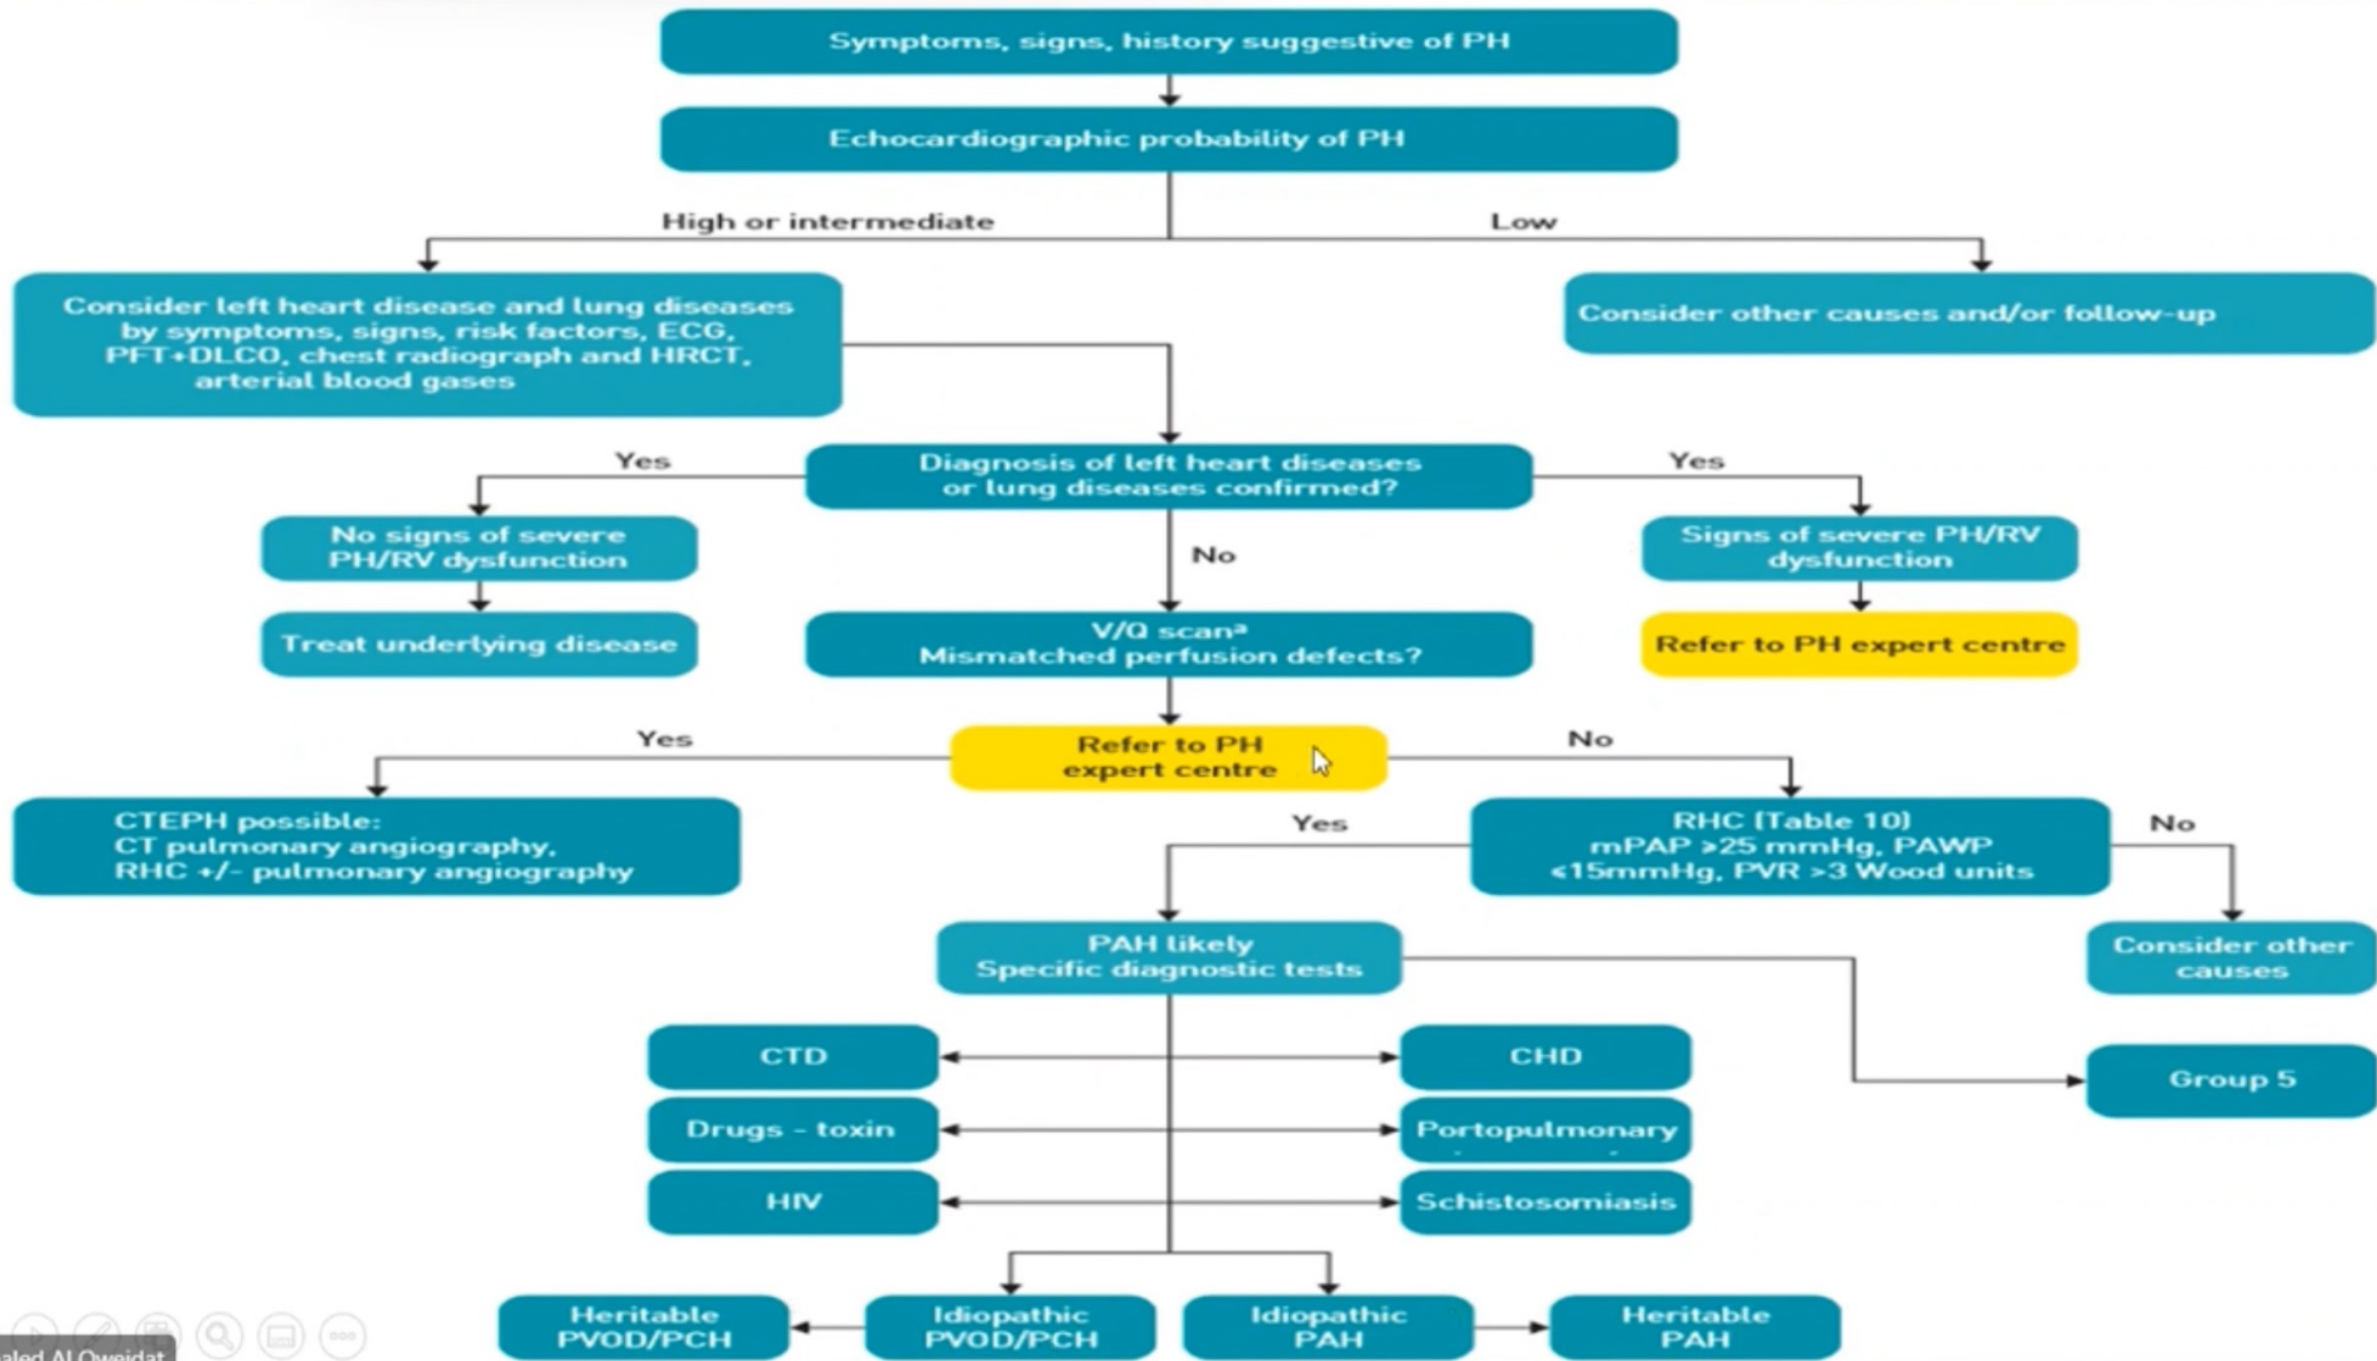 Symptoms, signs, history suggestive of PH
Echocardiographic probability of PH
High or intermediate
Low
Consider left heart disease and lung diseases
by symptoms, signs, risk factors, ECG,
PFT+DLCO, chest radiograph and HRCT,
arterial blood gases
Consider other causes and/or follow-up
Yes
Diagnosis of left heart diseases
or lung diseases confirmed?
Yes
No signs of severe
PH/RV dysfunction
No
Signs of severe PH/RV
dysfunction
Treat underlying disease
V/Q scanᵃ
Mismatched perfusion defects?
Refer to PH expert centre
Yes
Refer to PH
expert centre
No
CTEPH possible:
CT pulmonary angiography,
RHC +/- pulmonary angiography
Yes
RHC (Table 10)
mPAP ≥25 mmHg, PAWP
≤15mmHg, PVR >3 Wood units
No
PAH likely
Specific diagnostic tests
Consider other
causes
CTD
CHD
Group 5
Drugs - toxin
Portopulmonary
HIV
Schistosomiasis
Heritable
PVOD/PCH
Idiopathic
PVOD/PCH
Idiopathic
PAH
Heritable
PAH
Al Oweidat